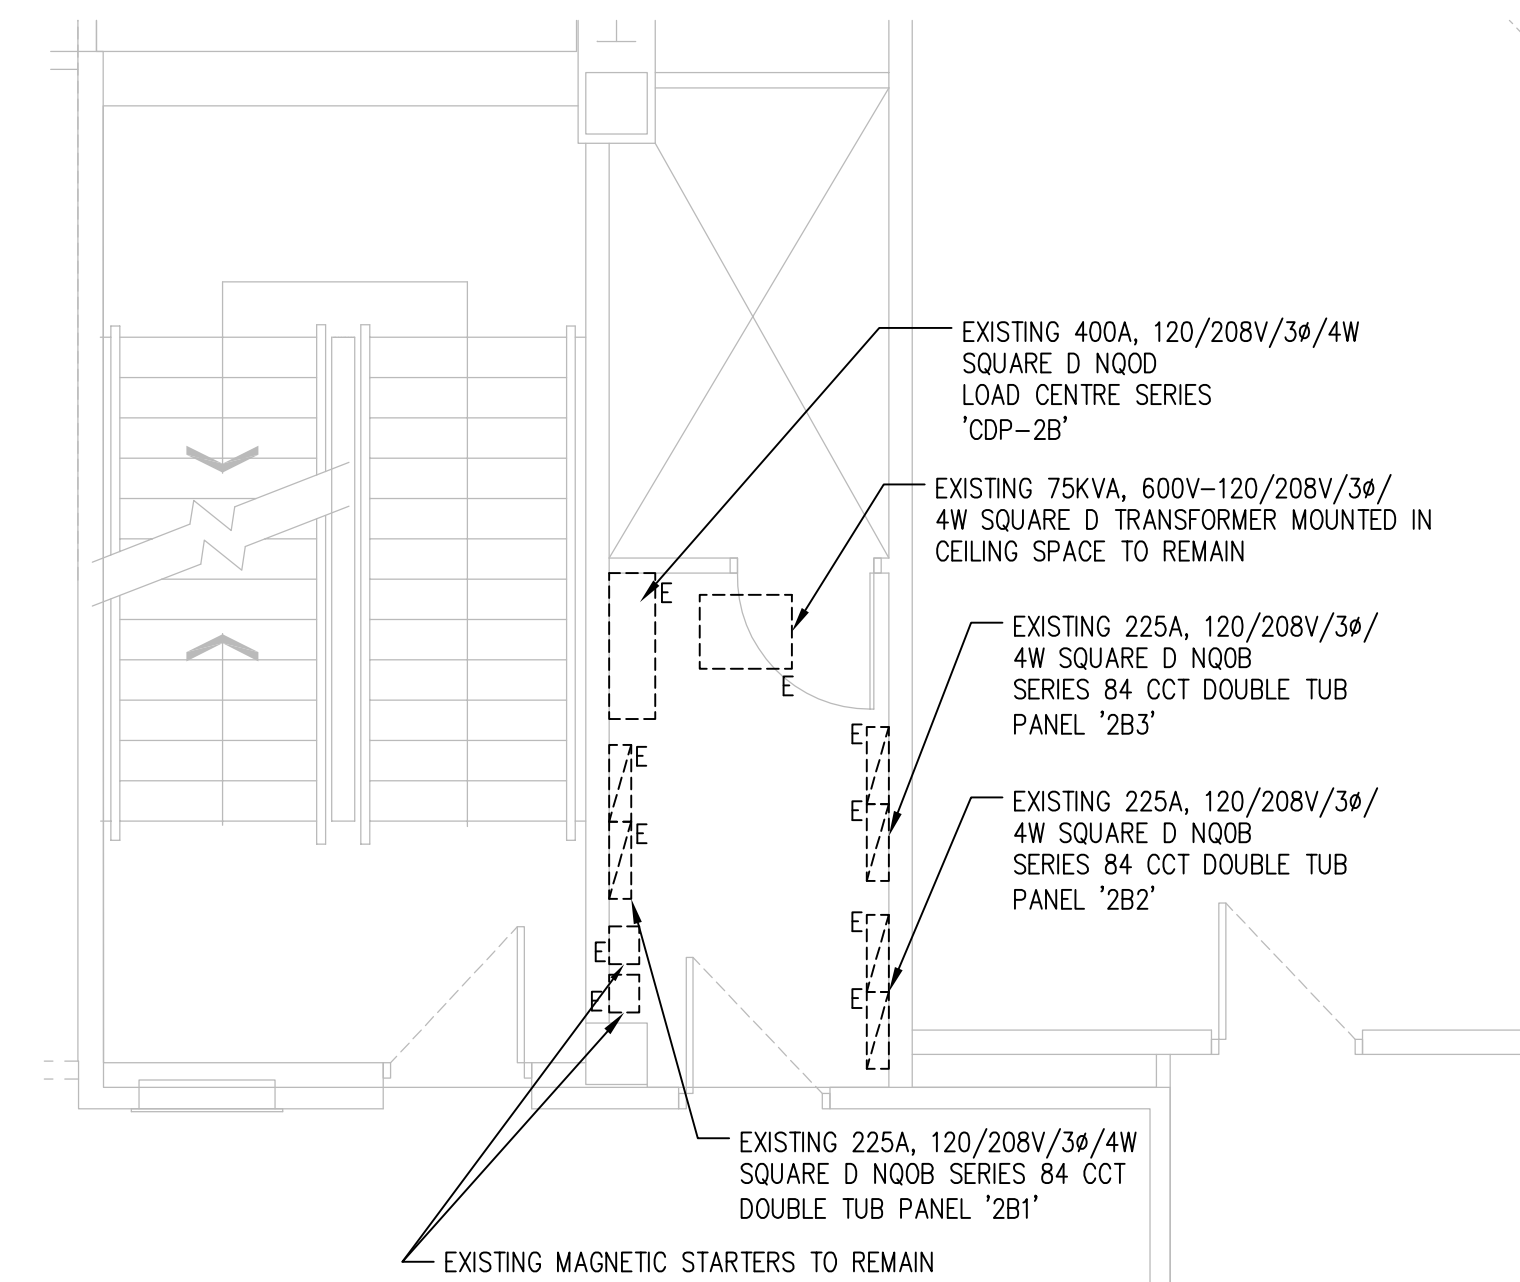 EXISTING 400A, 120/208V/3ø/4W
SQUARE D NQOD
LOAD CENTRE SERIES
'CDP-2B'
EXISTING 75KVA, 600V-120/208V/3ø/
4W SQUARE D TRANSFORMER MOUNTED IN
CEILING SPACE TO REMAIN
E
E
EXISTING 225A, 120/208V/3ø/
4W SQUARE D NQOB
SERIES 84 CCT DOUBLE TUB
PANEL '2B3'
E
E
E
E
EXISTING 225A, 120/208V/3ø/
4W SQUARE D NQOB
SERIES 84 CCT DOUBLE TUB
PANEL '2B2'
E
E
E
E
EXISTING 225A, 120/208V/3ø/4W
SQUARE D NQOB SERIES 84 CCT
DOUBLE TUB PANEL '2B1'
EXISTING MAGNETIC STARTERS TO REMAIN